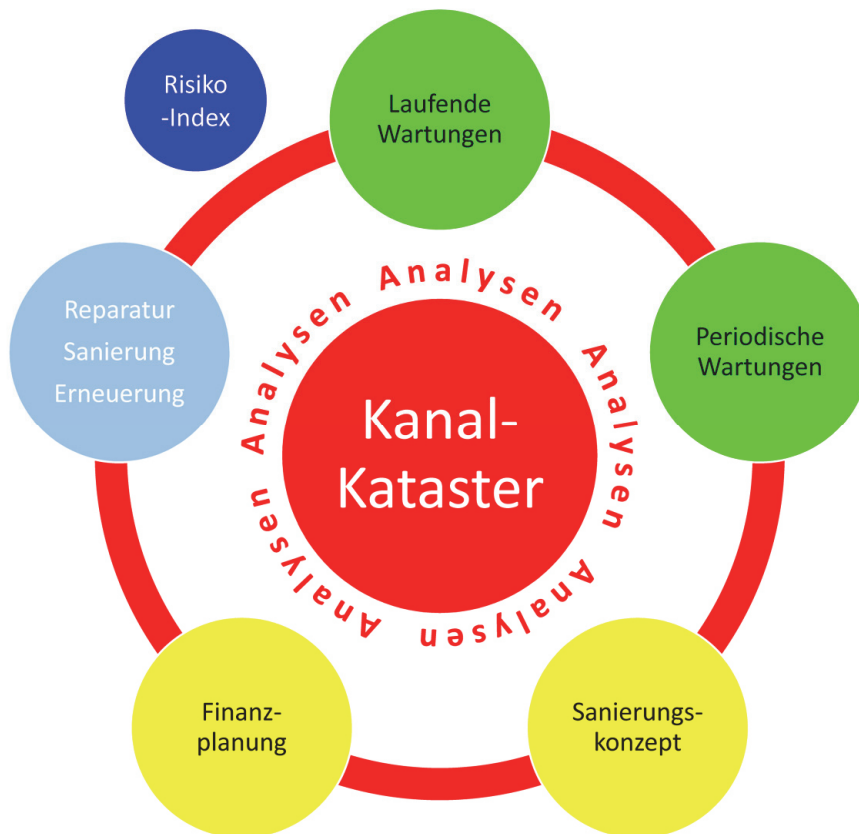 Risiko
-Index
Laufende
Wartungen
Reparatur
Sanierung
Erneuerung
Periodische
Wartungen
Analysen Analysen Analysen Analysen Analysen
Kanal-
Kataster
Finanz-
planung
Sanierungs-
konzept